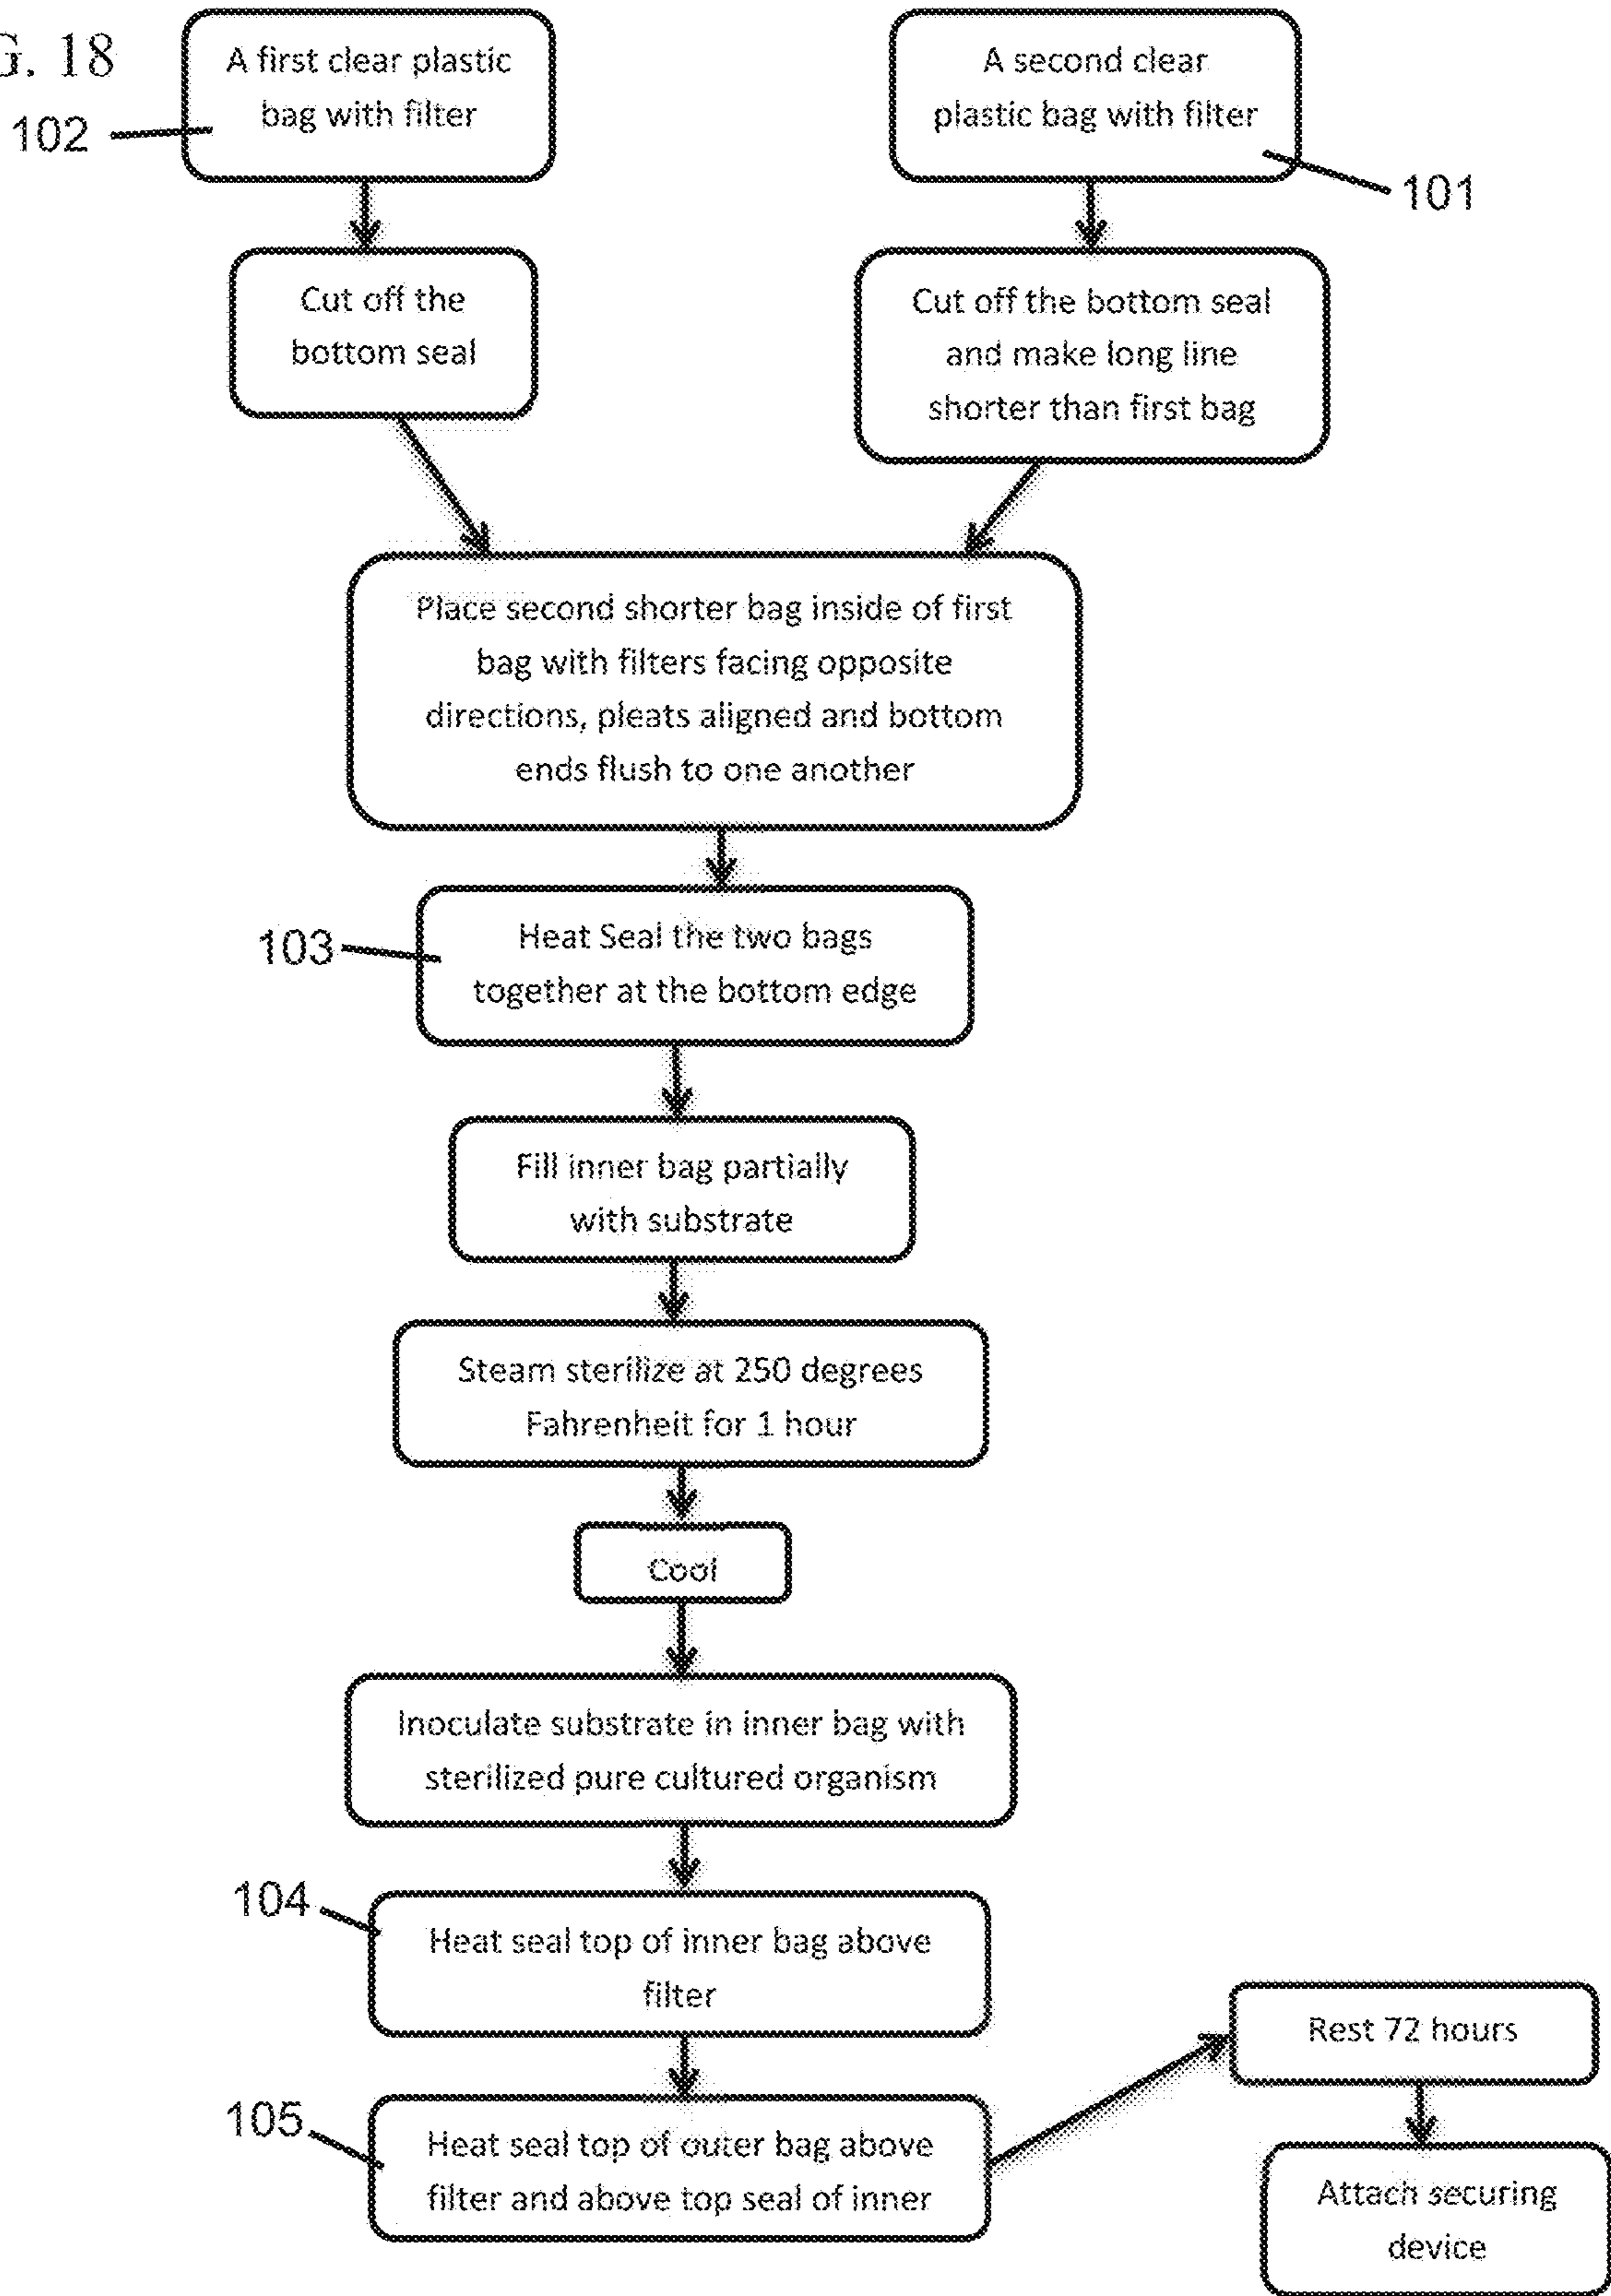 G. 18
A first clear plastic
bag with filter
102
A second clear
plastic bag with filter
101
Cut off the
bottom seal
Cut off the bottom seal
and make long line
shorter than first bag
Place second shorter bag inside of first
bag with filters facing opposite
directions, pleats aligned and bottom
ends flush to one another
103
Heat Seal the two bags
together at the bottom edge
Fill inner bag partially
with substrate
Steam sterilize at 250 degrees
Fahrenheit for 1 hour
Cool
Inoculate substrate in inner bag with
sterilized pure cultured organism
104
Heat seal top of inner bag above
filter
105
Heat seal top of outer bag above
filter and above top seal of inner
Rest 72 hours
Attach securing
device